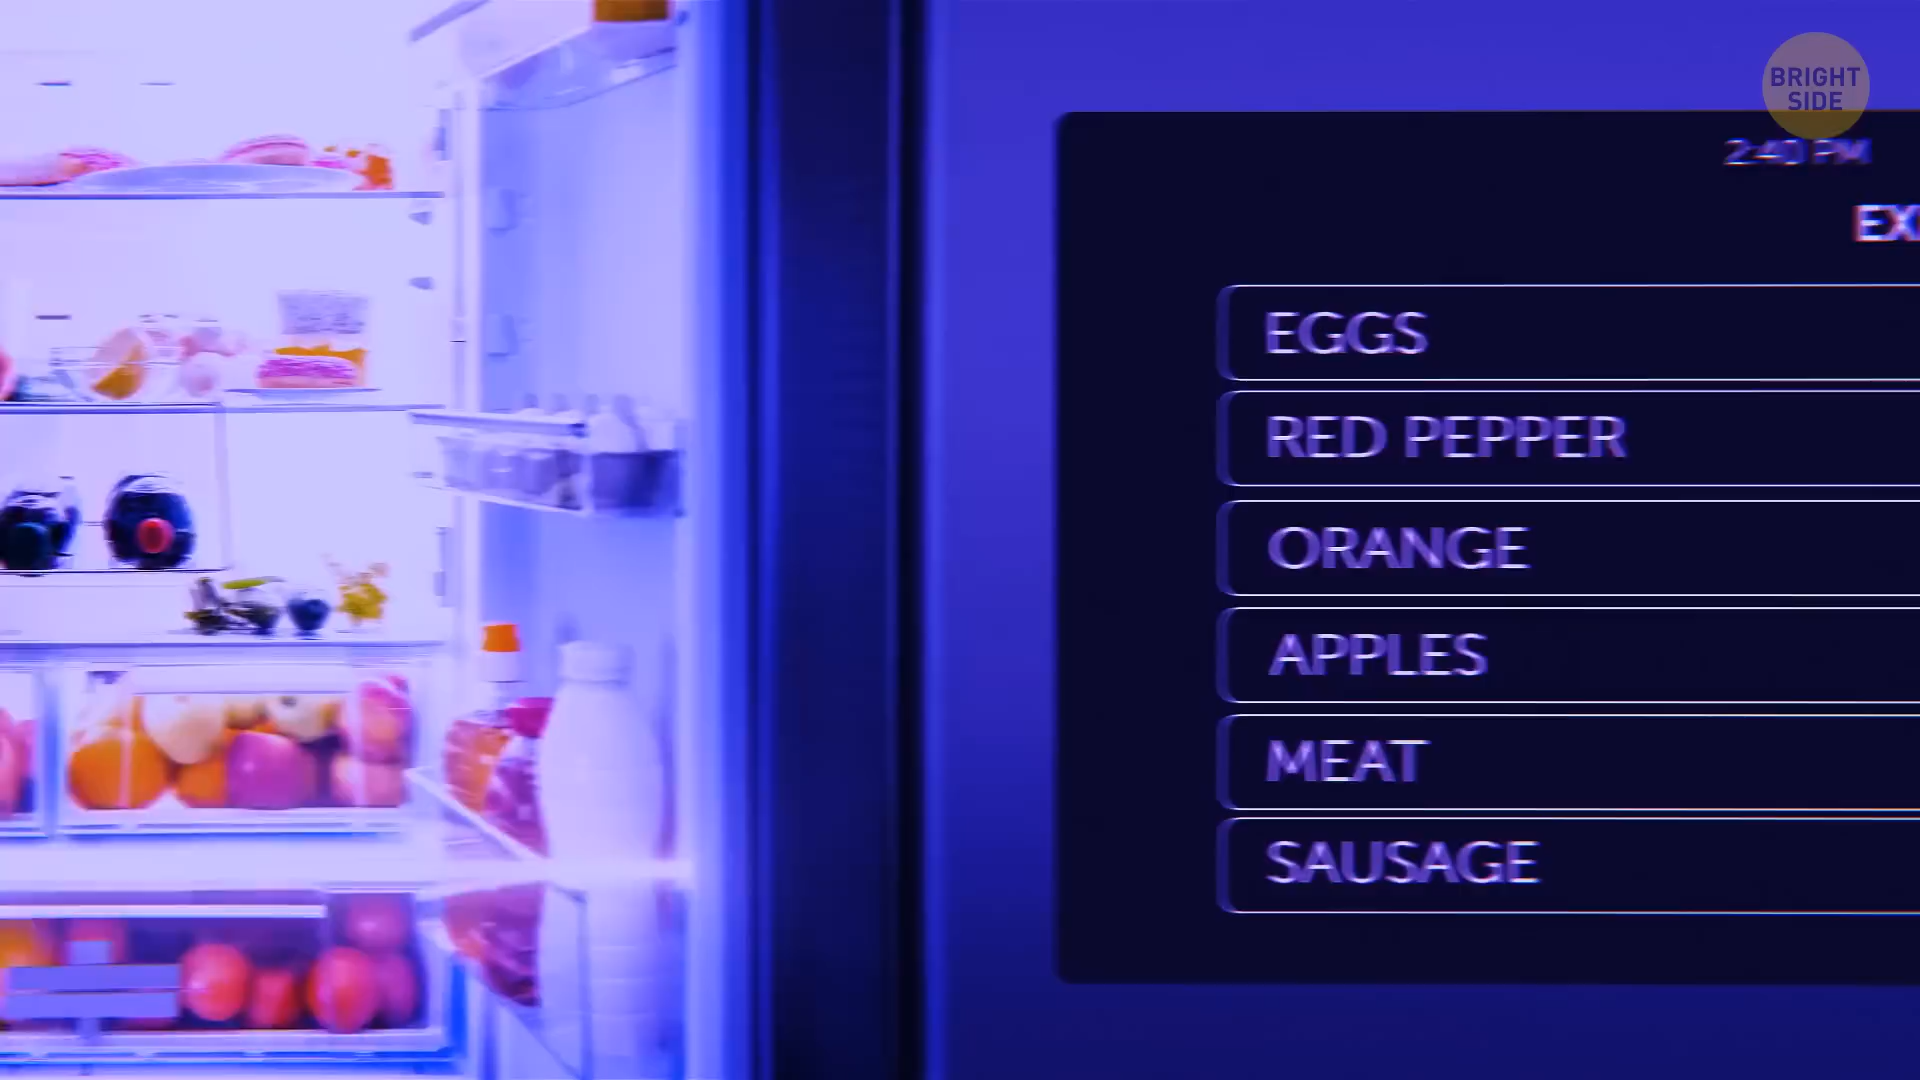 BRIGHT
SIDE
2:40 PM
EGGS
RED PEPPER
ORANGE
APPLES
MEAT
SAUSAGE